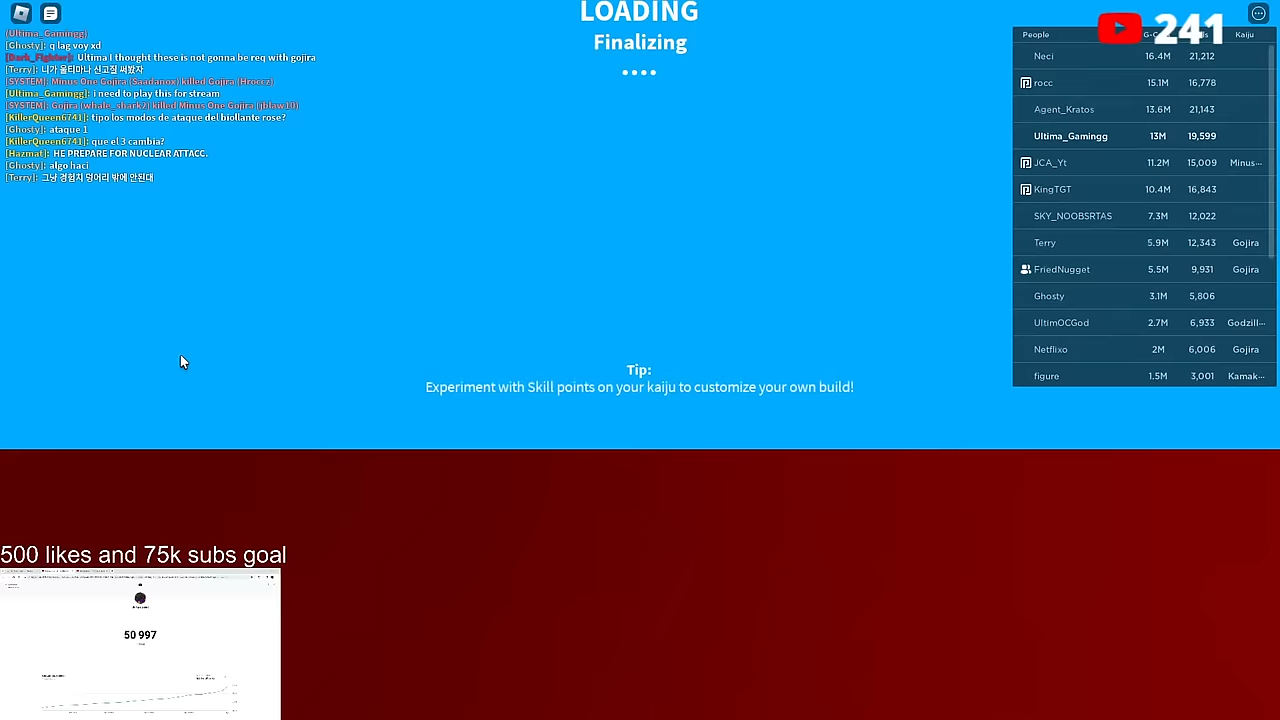 LOADING
Finalizing
(Ultima_Gamingg)
[Ghosty]: q lag voy xd
[Dark_Fighter]: Ultima I thought these is not gonna be req with gojira
[Terry]: 니가 울티마나 신고질 써봤자
[SYSTEM]: Minus One Gojira (Saadanox) killed Gojira (Hroccz)
[Ultima_Gamingg]: i need to play this for stream
[SYSTEM]: Gojira (whale_shark2) killed Minus One Gojira (jblaw10)
[KillerQueen6741]: tipo los modos de ataque del biollante rose?
[Ghosty]: ataque 1
[KillerQueen6741]: que el 3 cambia?
[Hazmat]: HE PREPARE FOR NUCLEAR ATTACC.
[Ghosty]: algo haci
[Terry]: 그냥 경험치 덩어리 밖에 안된대
241
People Kaiju
Neci 16.4M 21,212
rocc 15.1M 16,778
Agent_Kratos 13.6M 21,143
Ultima_Gamingg 13M 19,599
JCA_Yt 11.2M 15,009 Minus...
KingTGT 10.4M 16,843
SKY_NOOBSRTAS 7.3M 12,022
Terry 5.9M 12,343 Gojira
FriedNugget 5.5M 9,931 Gojira
Ghosty 3.1M 5,806
UltimOCGod 2.7M 6,933 Godzill...
Netflixo 2M 6,006 Gojira
figure 1.5M 3,001 Kamak...
Tip:
Experiment with Skill points on your kaiju to customize your own build!
500 likes and 75k subs goal
50 997